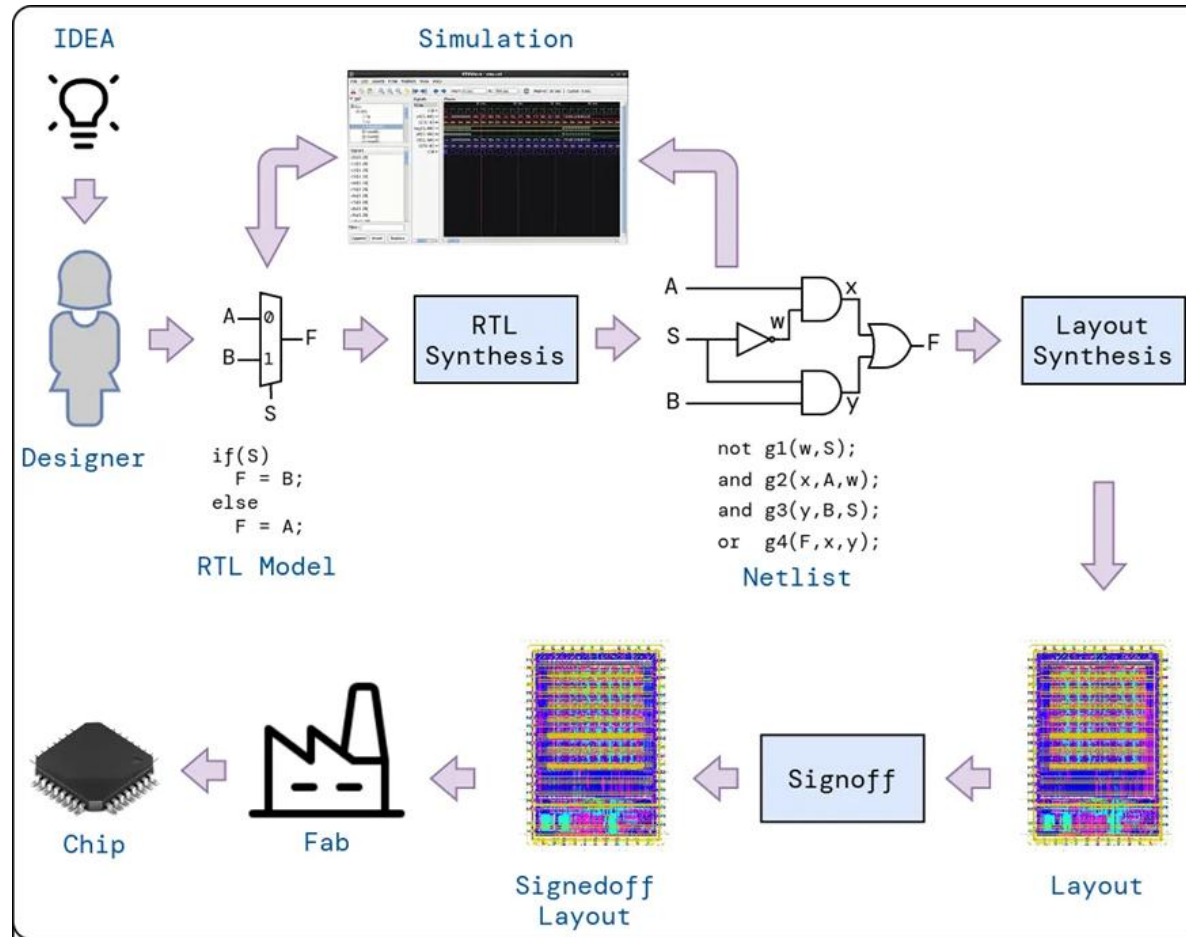 IDEA
Simulation
A
0
B
1
F
S
RTL
Synthesis
A
S
B
w
x
y
F
Layout
Synthesis
Designer
if(S)
F = B;
else
F = A;
RTL Model
not g1(w,S);
and g2(x,A,w);
and g3(y,B,S);
or g4(F,x,y);
Netlist
Chip
Fab
Signedoff
Layout
Signoff
Layout